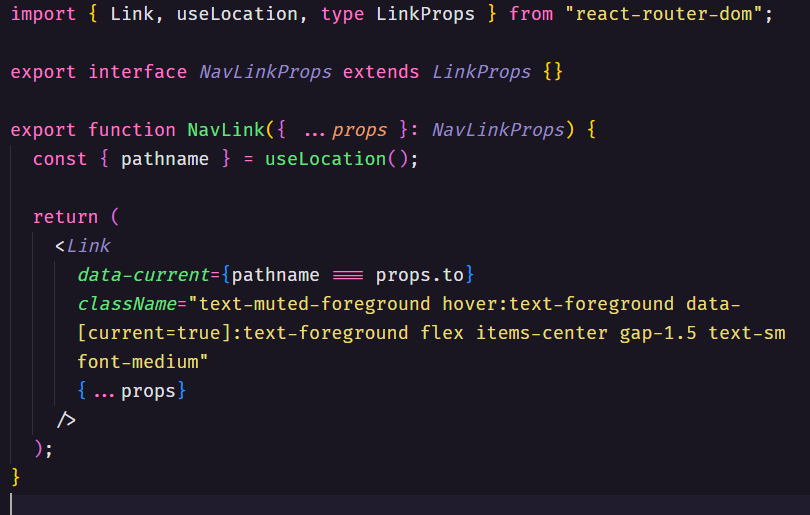 import { Link, useLocation, type LinkProps } from "react-router-dom";
export interface NavLinkProps extends LinkProps {}
export function NavLink({ ...props }: NavLinkProps) {
const { pathname } = useLocation();
return (
<Link
data-current={pathname === props.to}
className="text-muted-foreground hover:text-foreground data-
[current=true]:text-foreground flex items-center gap-1.5 text-sm
font-medium"
{...props}
/>
);
}